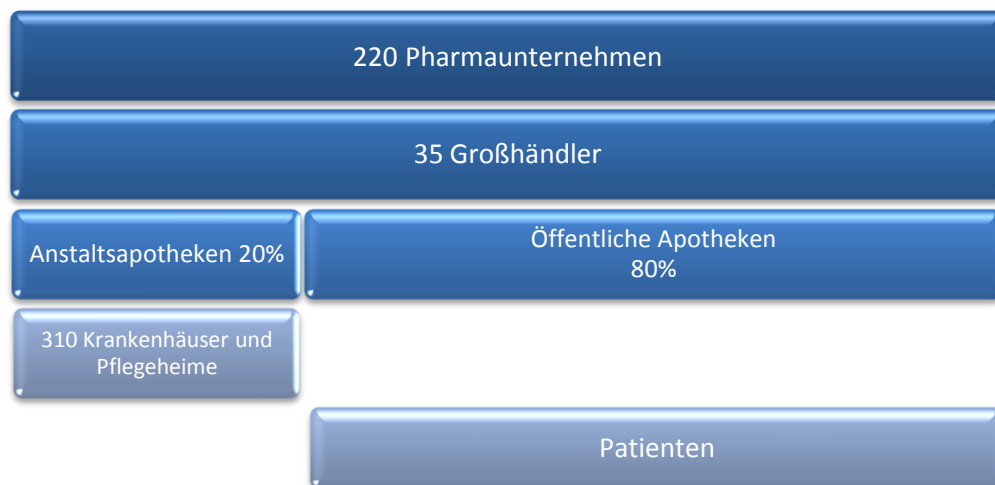 220 Pharmaunternehmen
35 Großhändler
Anstaltsapotheken 20%
Öffentliche Apotheken
80%
310 Krankenhäuser und
Pflegeheime
Patienten